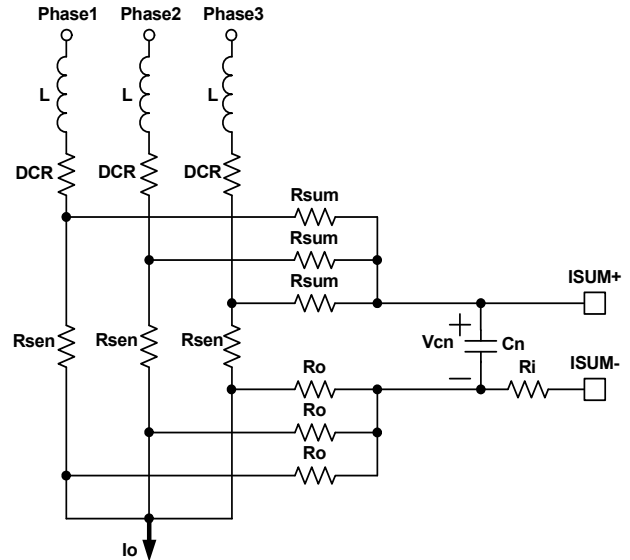 Phase1 Phase2 Phase3
L L L
DCR DCR DCR
Rsum
Rsum
Rsum
ISUM+
Rsen Rsen Rsen
+
Vcn Cn
−
Ri
ISUM-
Ro
Ro
Ro
Io